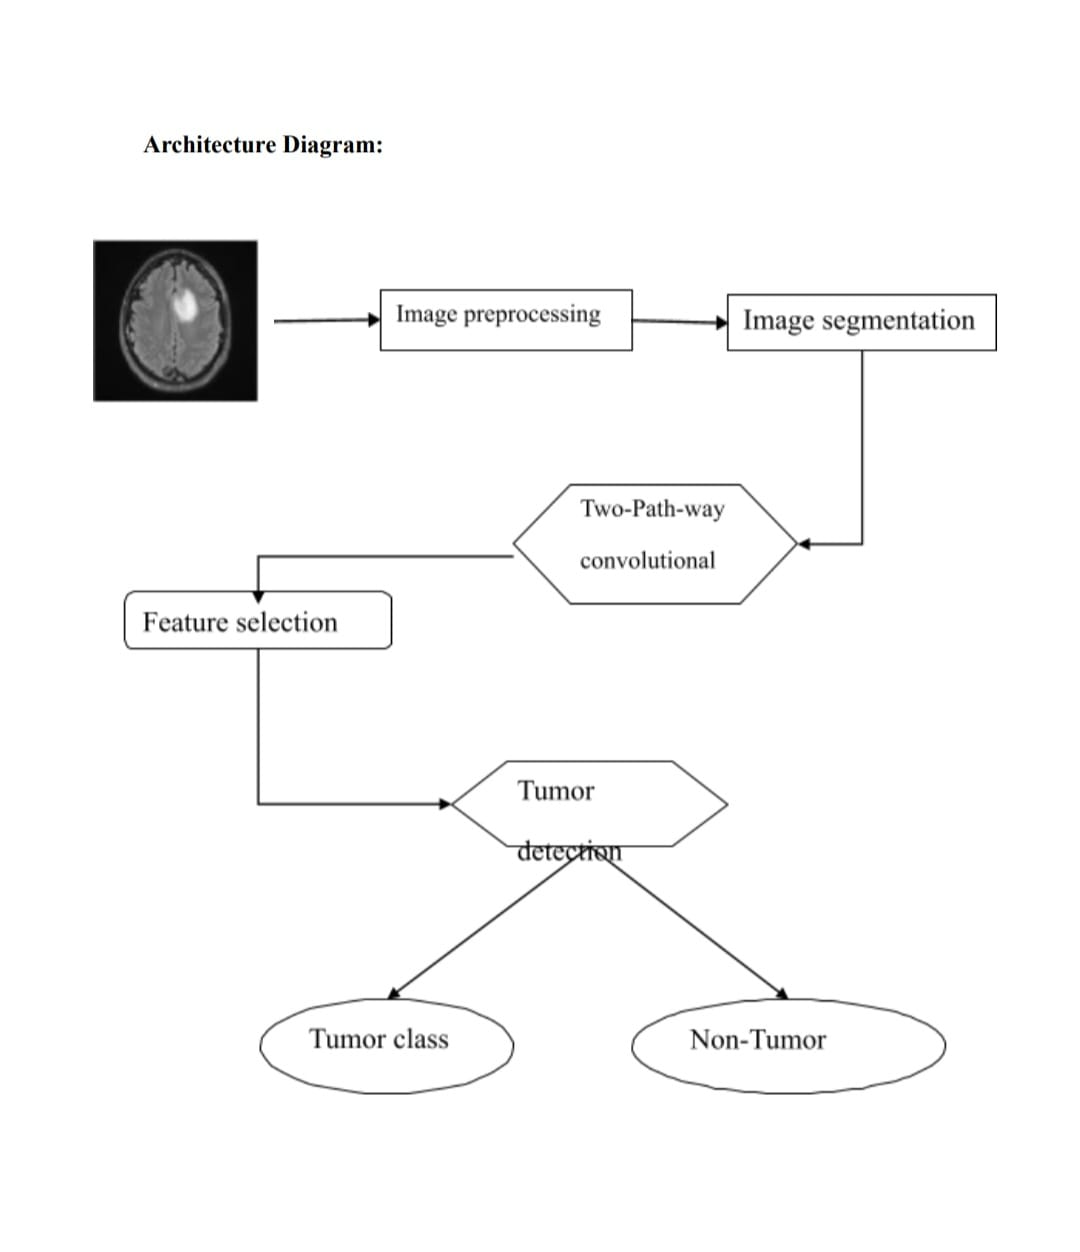 Architecture Diagram:
Image preprocessing
Image segmentation
Two-Path-way
convolutional
Feature selection
Tumor
detection
Tumor class
Non-Tumor